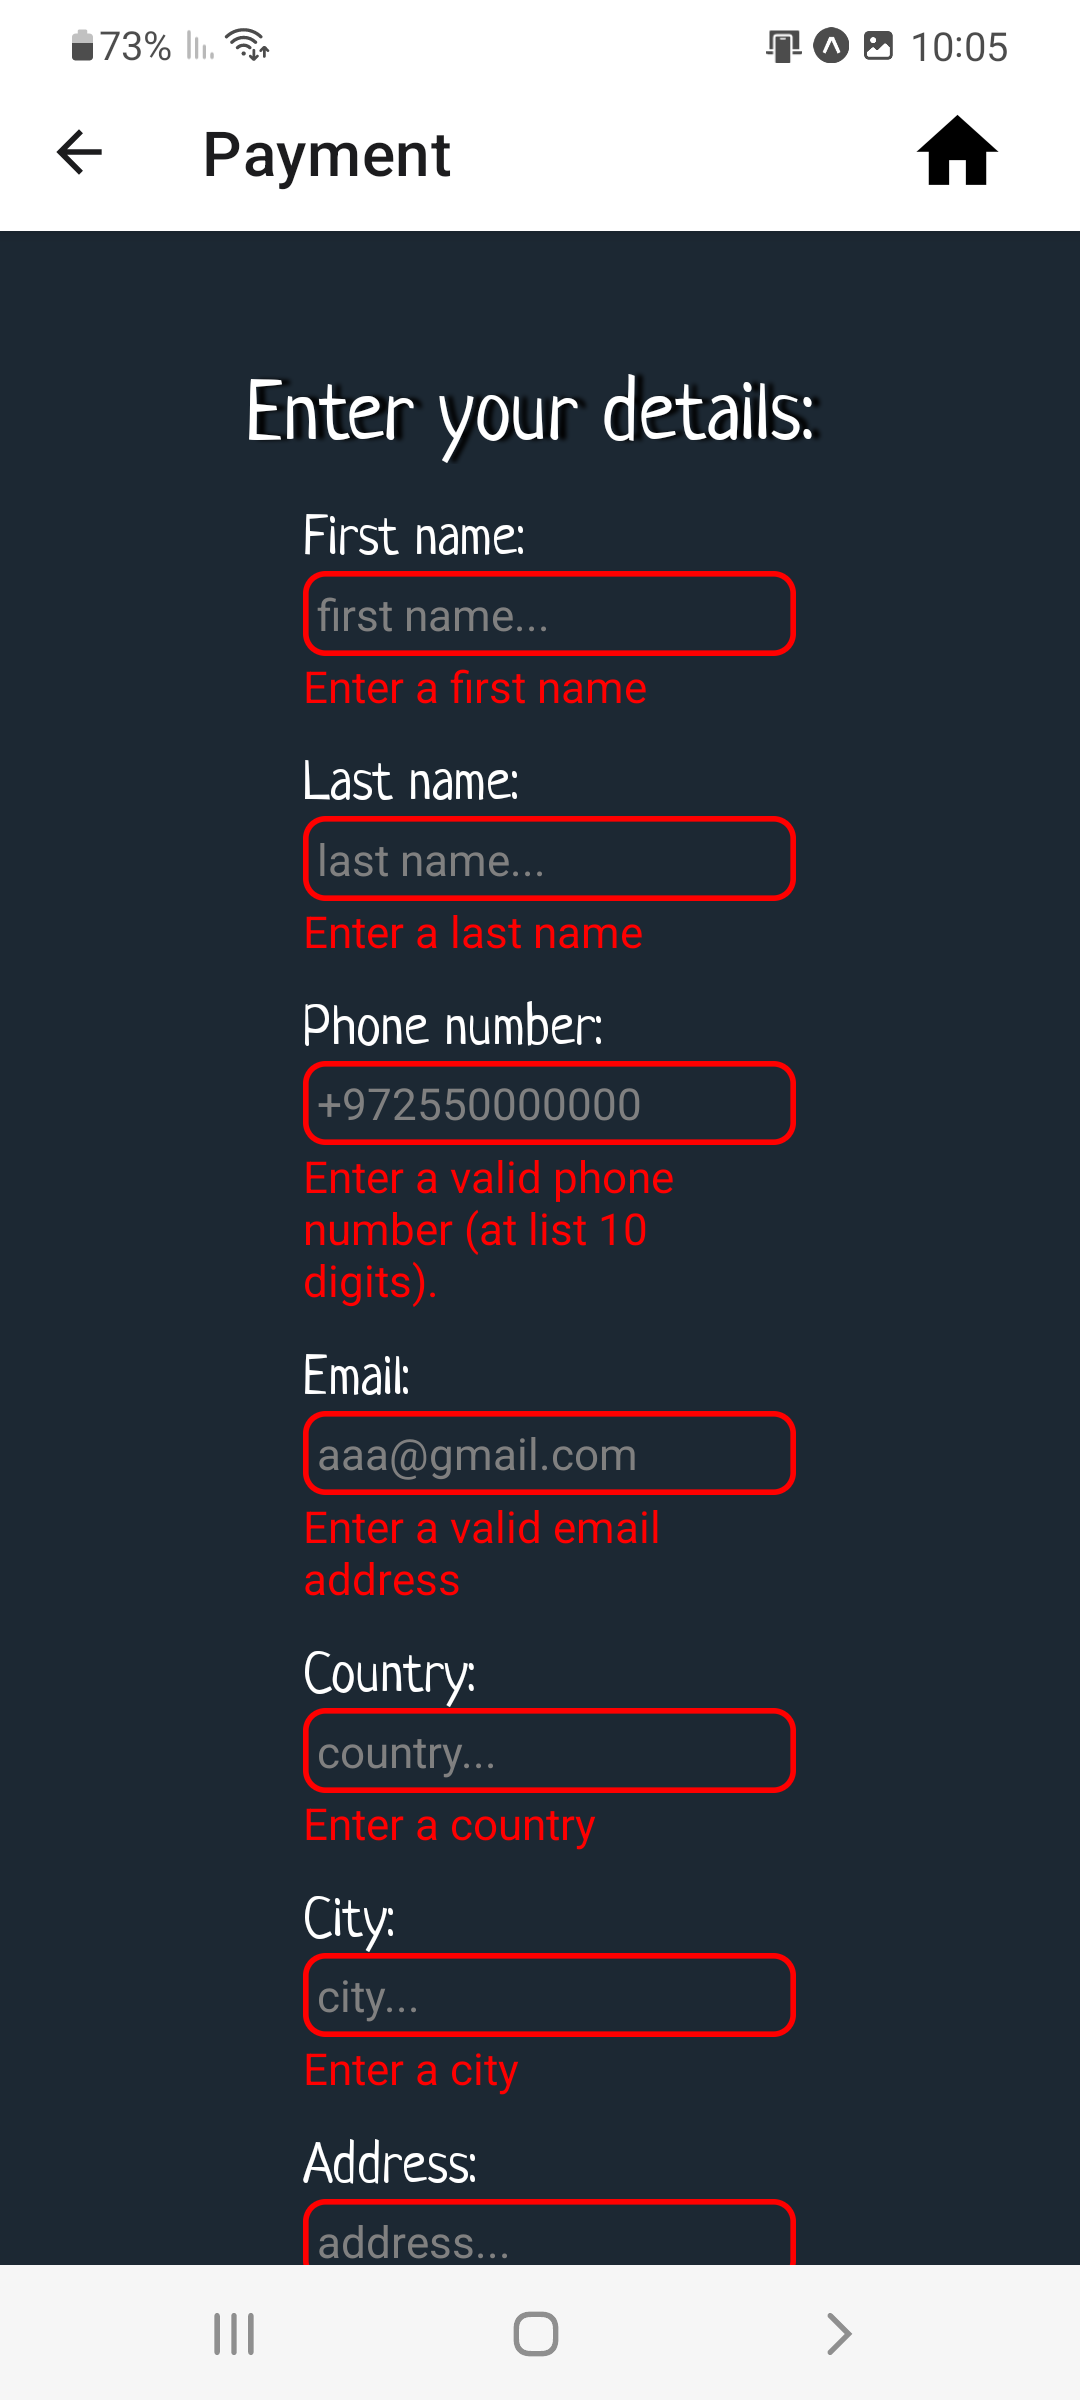 73% 10:05
Payment
Enter your details:
First name:
first name...
Enter a first name
Last name:
last name...
Enter a last name
Phone number:
+972550000000
Enter a valid phone
number (at list 10
digits).
Email:
aaa@gmail.com
Enter a valid email
address
Country:
country...
Enter a country
City:
city...
Enter a city
Address:
address...